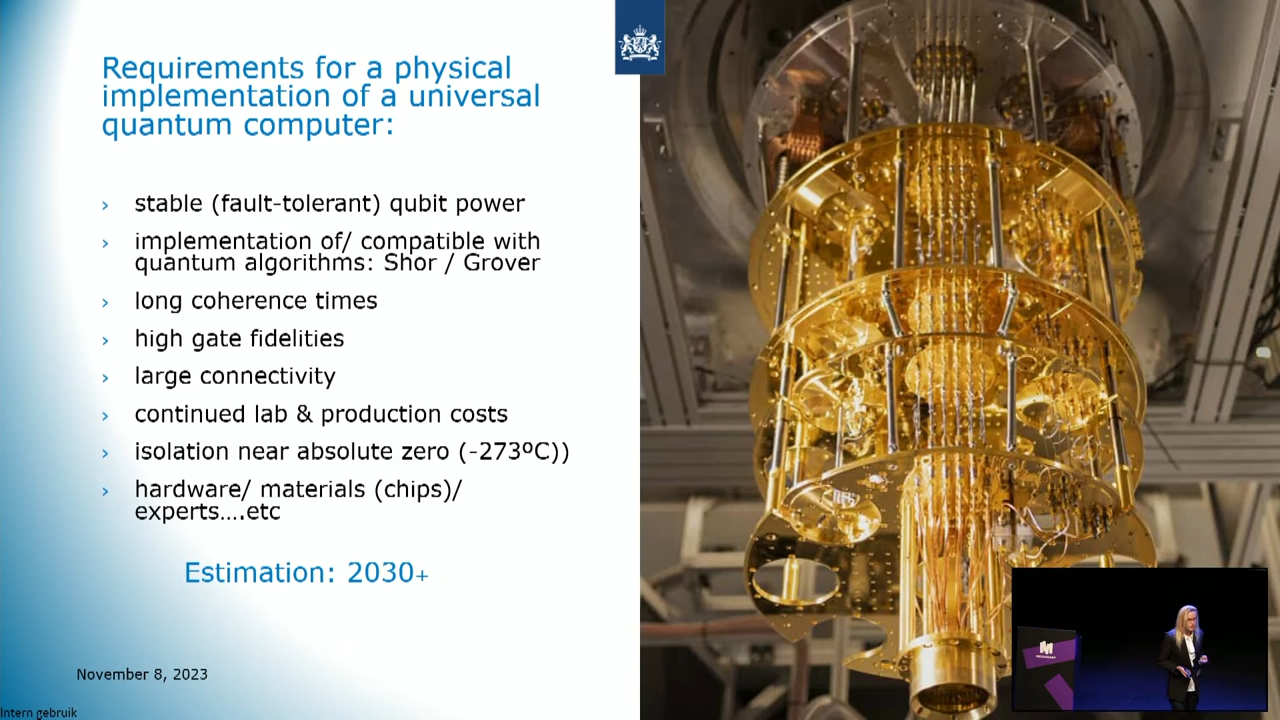 Requirements for a physical
implementation of a universal
quantum computer:
› stable (fault-tolerant) qubit power
› implementation of/ compatible with
quantum algorithms: Shor / Grover
› long coherence times
› high gate fidelities
› large connectivity
› continued lab & production costs
› isolation near absolute zero (-273ºC))
› hardware/ materials (chips)/
experts....etc
Estimation: 2030+
November 8, 2023
Intern gebruik